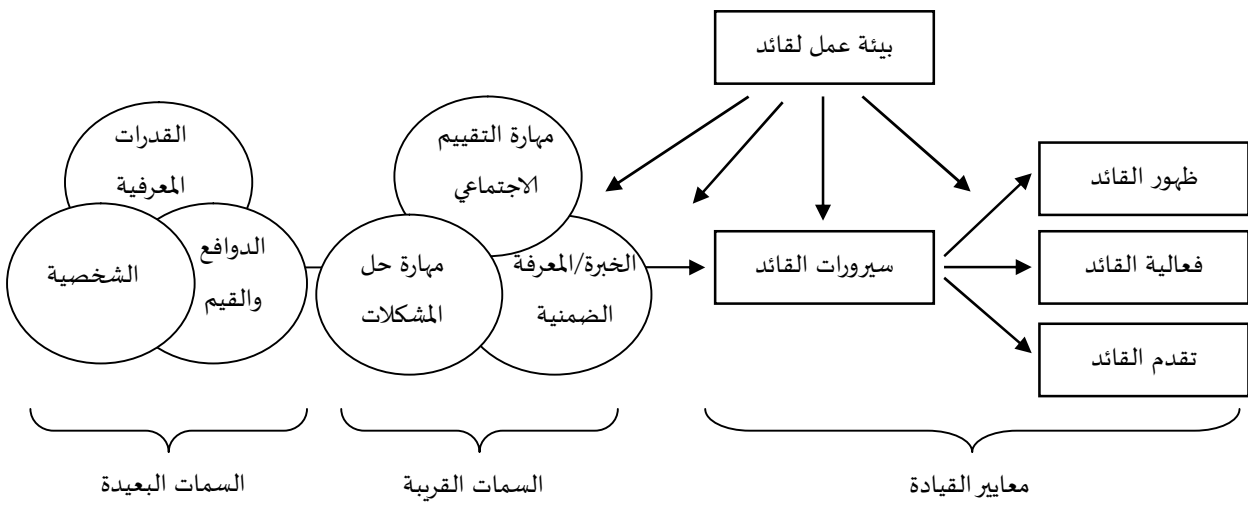 بيئة عمل لقائد
القدرات
المعرفية
الدوافع
والقيم
الشخصية
مهارة التقييم
الاجتماعي
الخبرة/المعرفة
الضمنية
مهارة حل
المشكلات
سيرورات القائد
ظهور القائد
فعالية القائد
تقدم القائد
السمات البعيدة
السمات القريبة
معايير القيادة